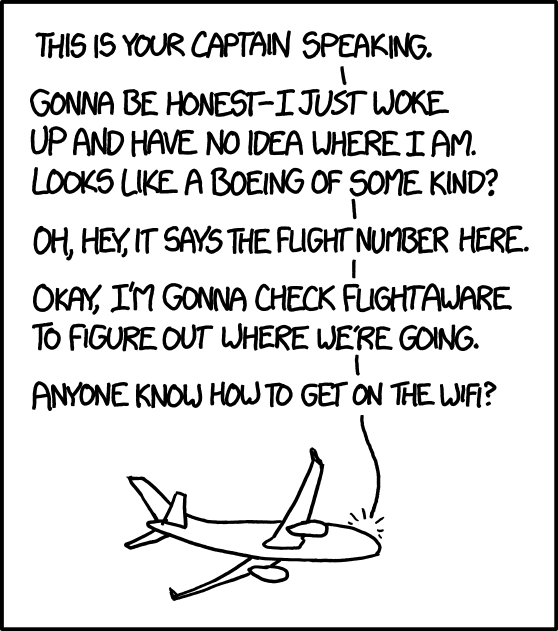 THIS IS YOUR CAPTAIN SPEAKING.
GONNA BE HONEST–I JUST WOKE
UP AND HAVE NO IDEA WHERE I AM.
LOOKS LIKE A BOEING OF SOME KIND?
OH, HEY, IT SAYS THE FLIGHT NUMBER HERE.
OKAY, I'M GONNA CHECK FLIGHTAWARE
TO FIGURE OUT WHERE WE'RE GOING.
ANYONE KNOW HOW TO GET ON THE WIFI?